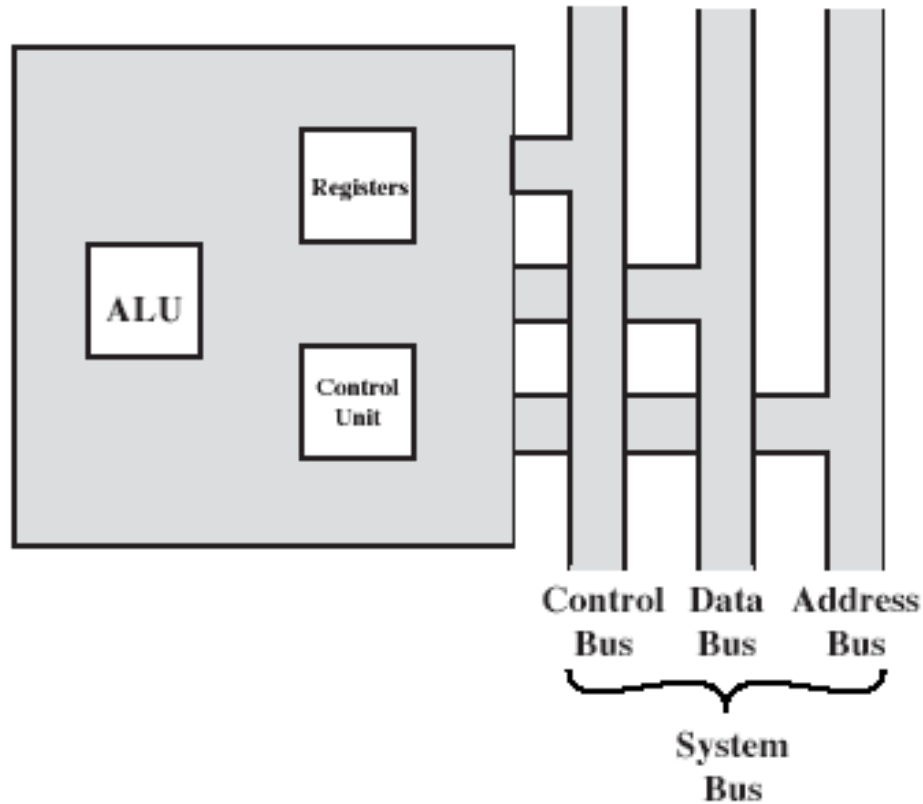 Registers
ALU
Control
Unit
Control Data Address
Bus Bus Bus
System
Bus